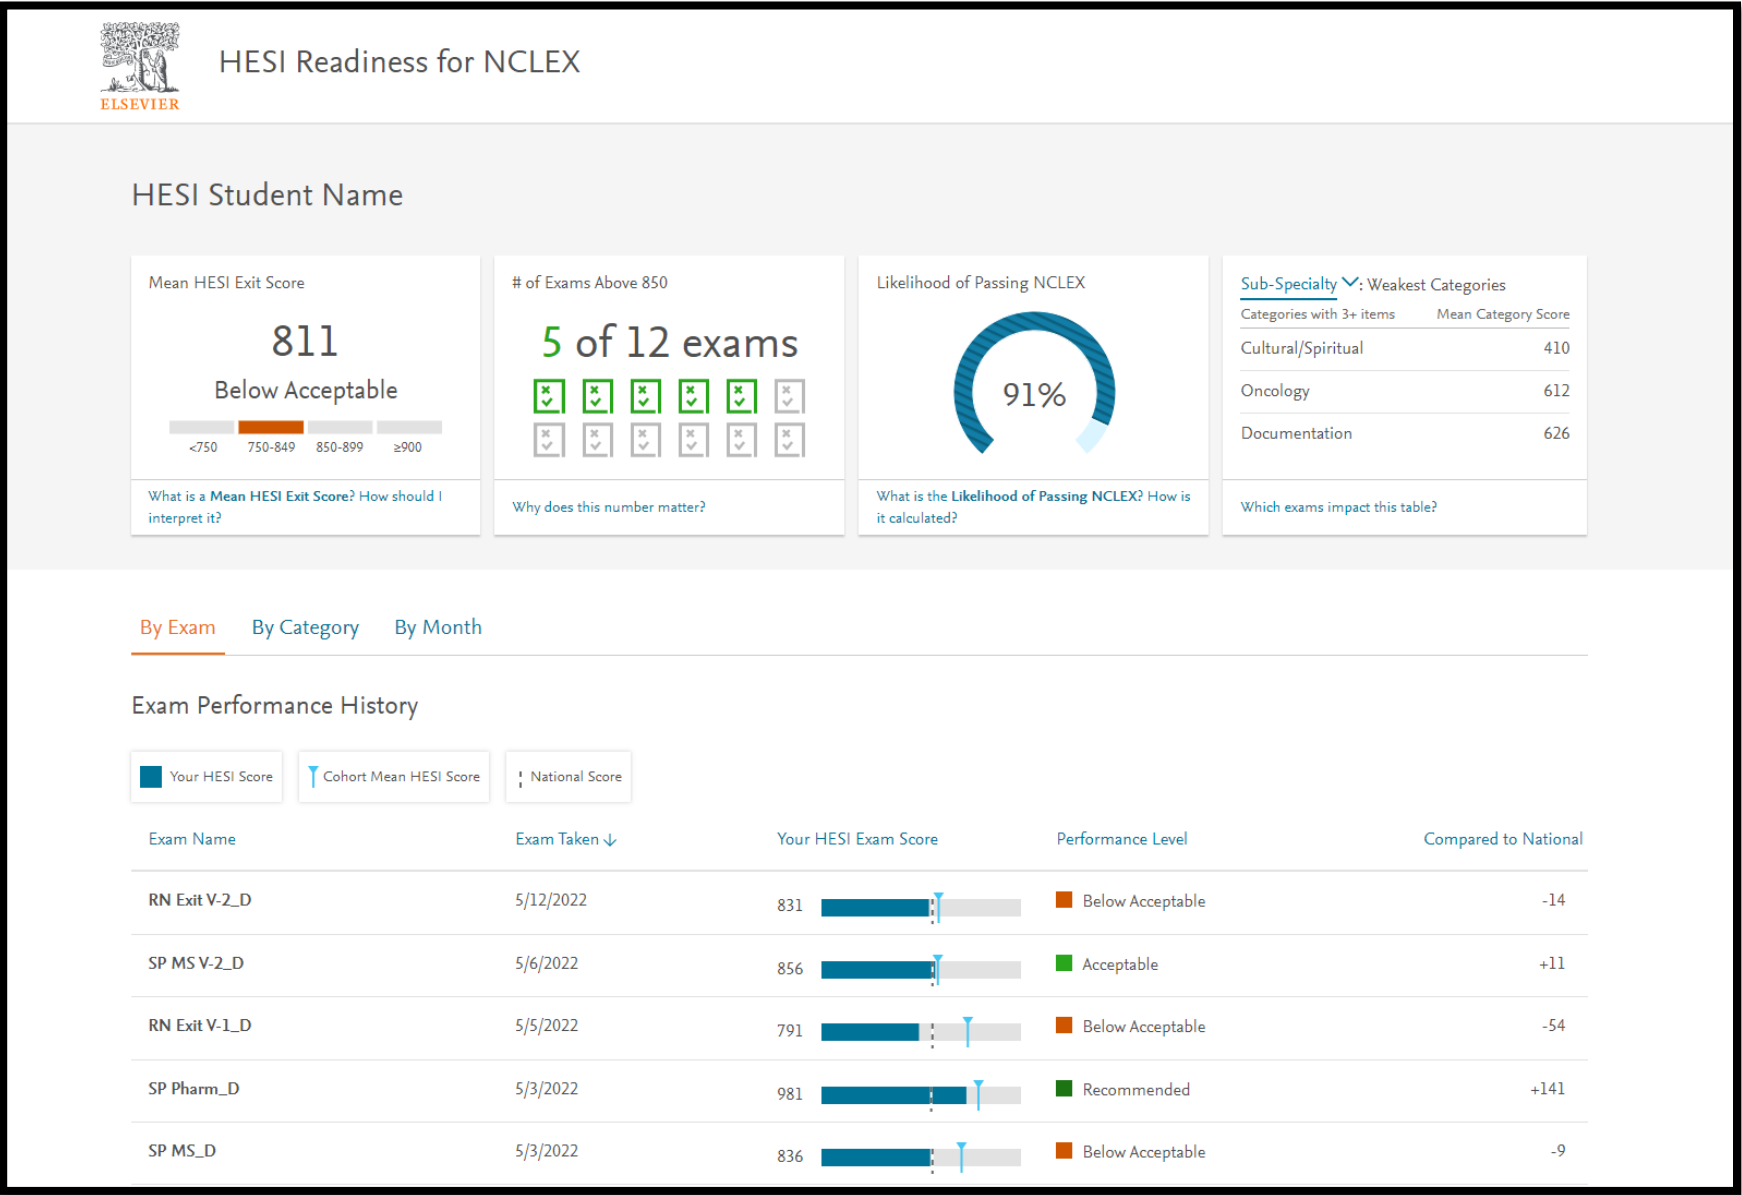 ELSEVIER
HESI Readiness for NCLEX
HESI Student Name
Mean HESI Exit Score
811
Below Acceptable
<750 750-849 850-899 ≥900
What is a Mean HESI Exit Score? How should I
interpret it?
# of Exams Above 850
5 of 12 exams
Why does this number matter?
Likelihood of Passing NCLEX
91%
What is the Likelihood of Passing NCLEX? How is
it calculated?
Sub-Specialty : Weakest Categories
Categories with 3+ items Mean Category Score
Cultural/Spiritual 410
Oncology 612
Documentation 626
Which exams impact this table?
By Exam By Category By Month
Exam Performance History
Your HESI Score Cohort Mean HESI Score National Score
Exam Name Exam Taken ↓ Your HESI Exam Score Performance Level Compared to National
RN Exit V-2_D 5/12/2022 831 Below Acceptable -14
SP MS V-2_D 5/6/2022 856 Acceptable +11
RN Exit V-1_D 5/5/2022 791 Below Acceptable -54
SP Pharm_D 5/3/2022 981 Recommended +141
SP MS_D 5/3/2022 836 Below Acceptable -9